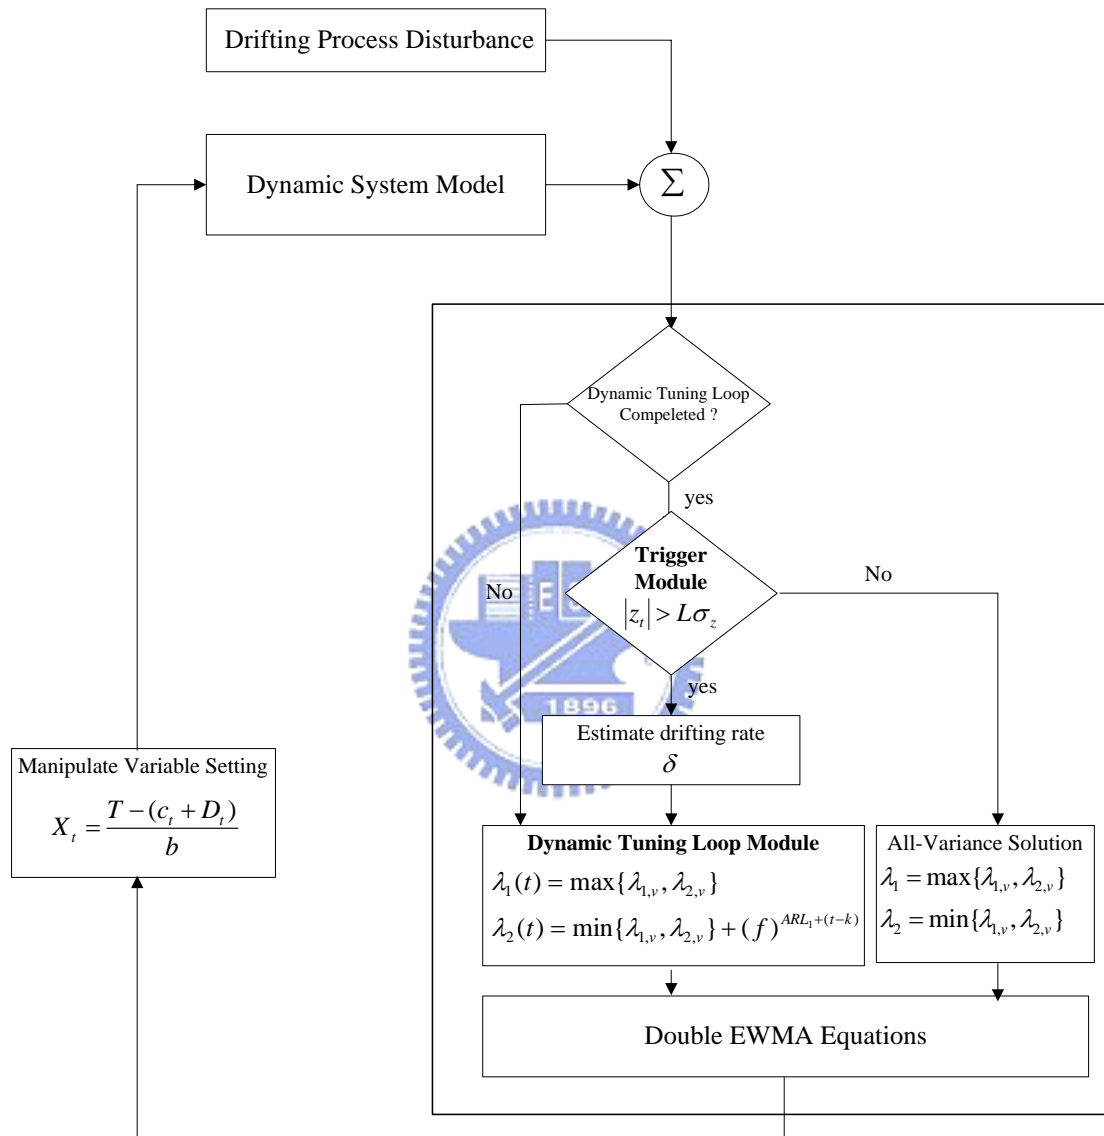 Drifting Process Disturbance
Dynamic System Model
Σ
Dynamic Tuning Loop
Compeleted ?
yes
Trigger
Module
|z_t| > Lσ_z
No
No
yes
1896
Estimate drifting rate
δ
Manipulate Variable Setting
X_t = \frac{T - (c_t + D_t)}{b}
Dynamic Tuning Loop Module
λ_1(t) = max{λ_{1,v}, λ_{2,v}}
λ_2(t) = min{λ_{1,v}, λ_{2,v}} + (f)^{ARL_1+(t-k)}
All-Variance Solution
λ_1 = max{λ_{1,v}, λ_{2,v}}
λ_2 = min{λ_{1,v}, λ_{2,v}}
Double EWMA Equations